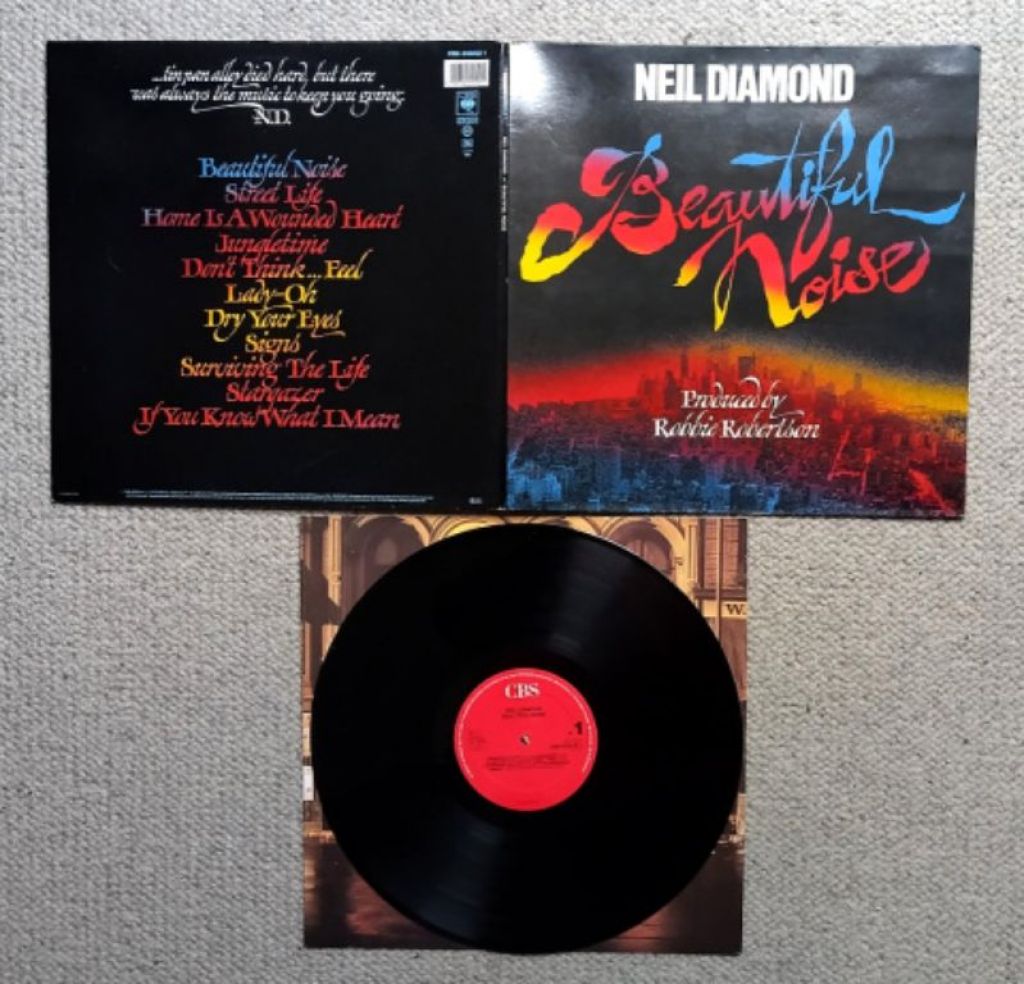 ...tin pan alley died hard, but there
was always the music to keep you going.
N.D.
Beautiful Noise
Street Life
Home Is A Wounded Heart
Jungletime
Don't Think...Feel
Lady-Oh
Dry Your Eyes
Signs
Surviving The Life
Stargazer
If You Know What I Mean
NEIL DIAMOND
Beautiful
Noise
Produced by
Robbie Robertson
W.
CBS
1